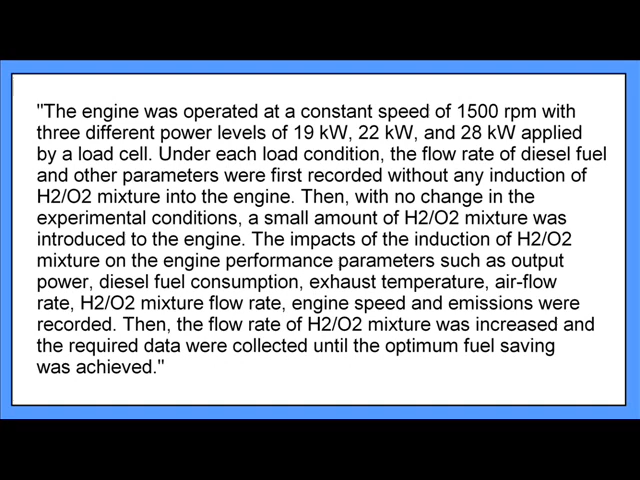 "The engine was operated at a constant speed of 1500 rpm with
three different power levels of 19 kW, 22 kW, and 28 kW applied
by a load cell. Under each load condition, the flow rate of diesel fuel
and other parameters were first recorded without any induction of
H2/O2 mixture into the engine. Then, with no change in the
experimental conditions, a small amount of H2/O2 mixture was
introduced to the engine. The impacts of the induction of H2/O2
mixture on the engine performance parameters such as output
power, diesel fuel consumption, exhaust temperature, air-flow
rate, H2/O2 mixture flow rate, engine speed and emissions were
recorded. Then, the flow rate of H2/O2 mixture was increased and
the required data were collected until the optimum fuel saving
was achieved."